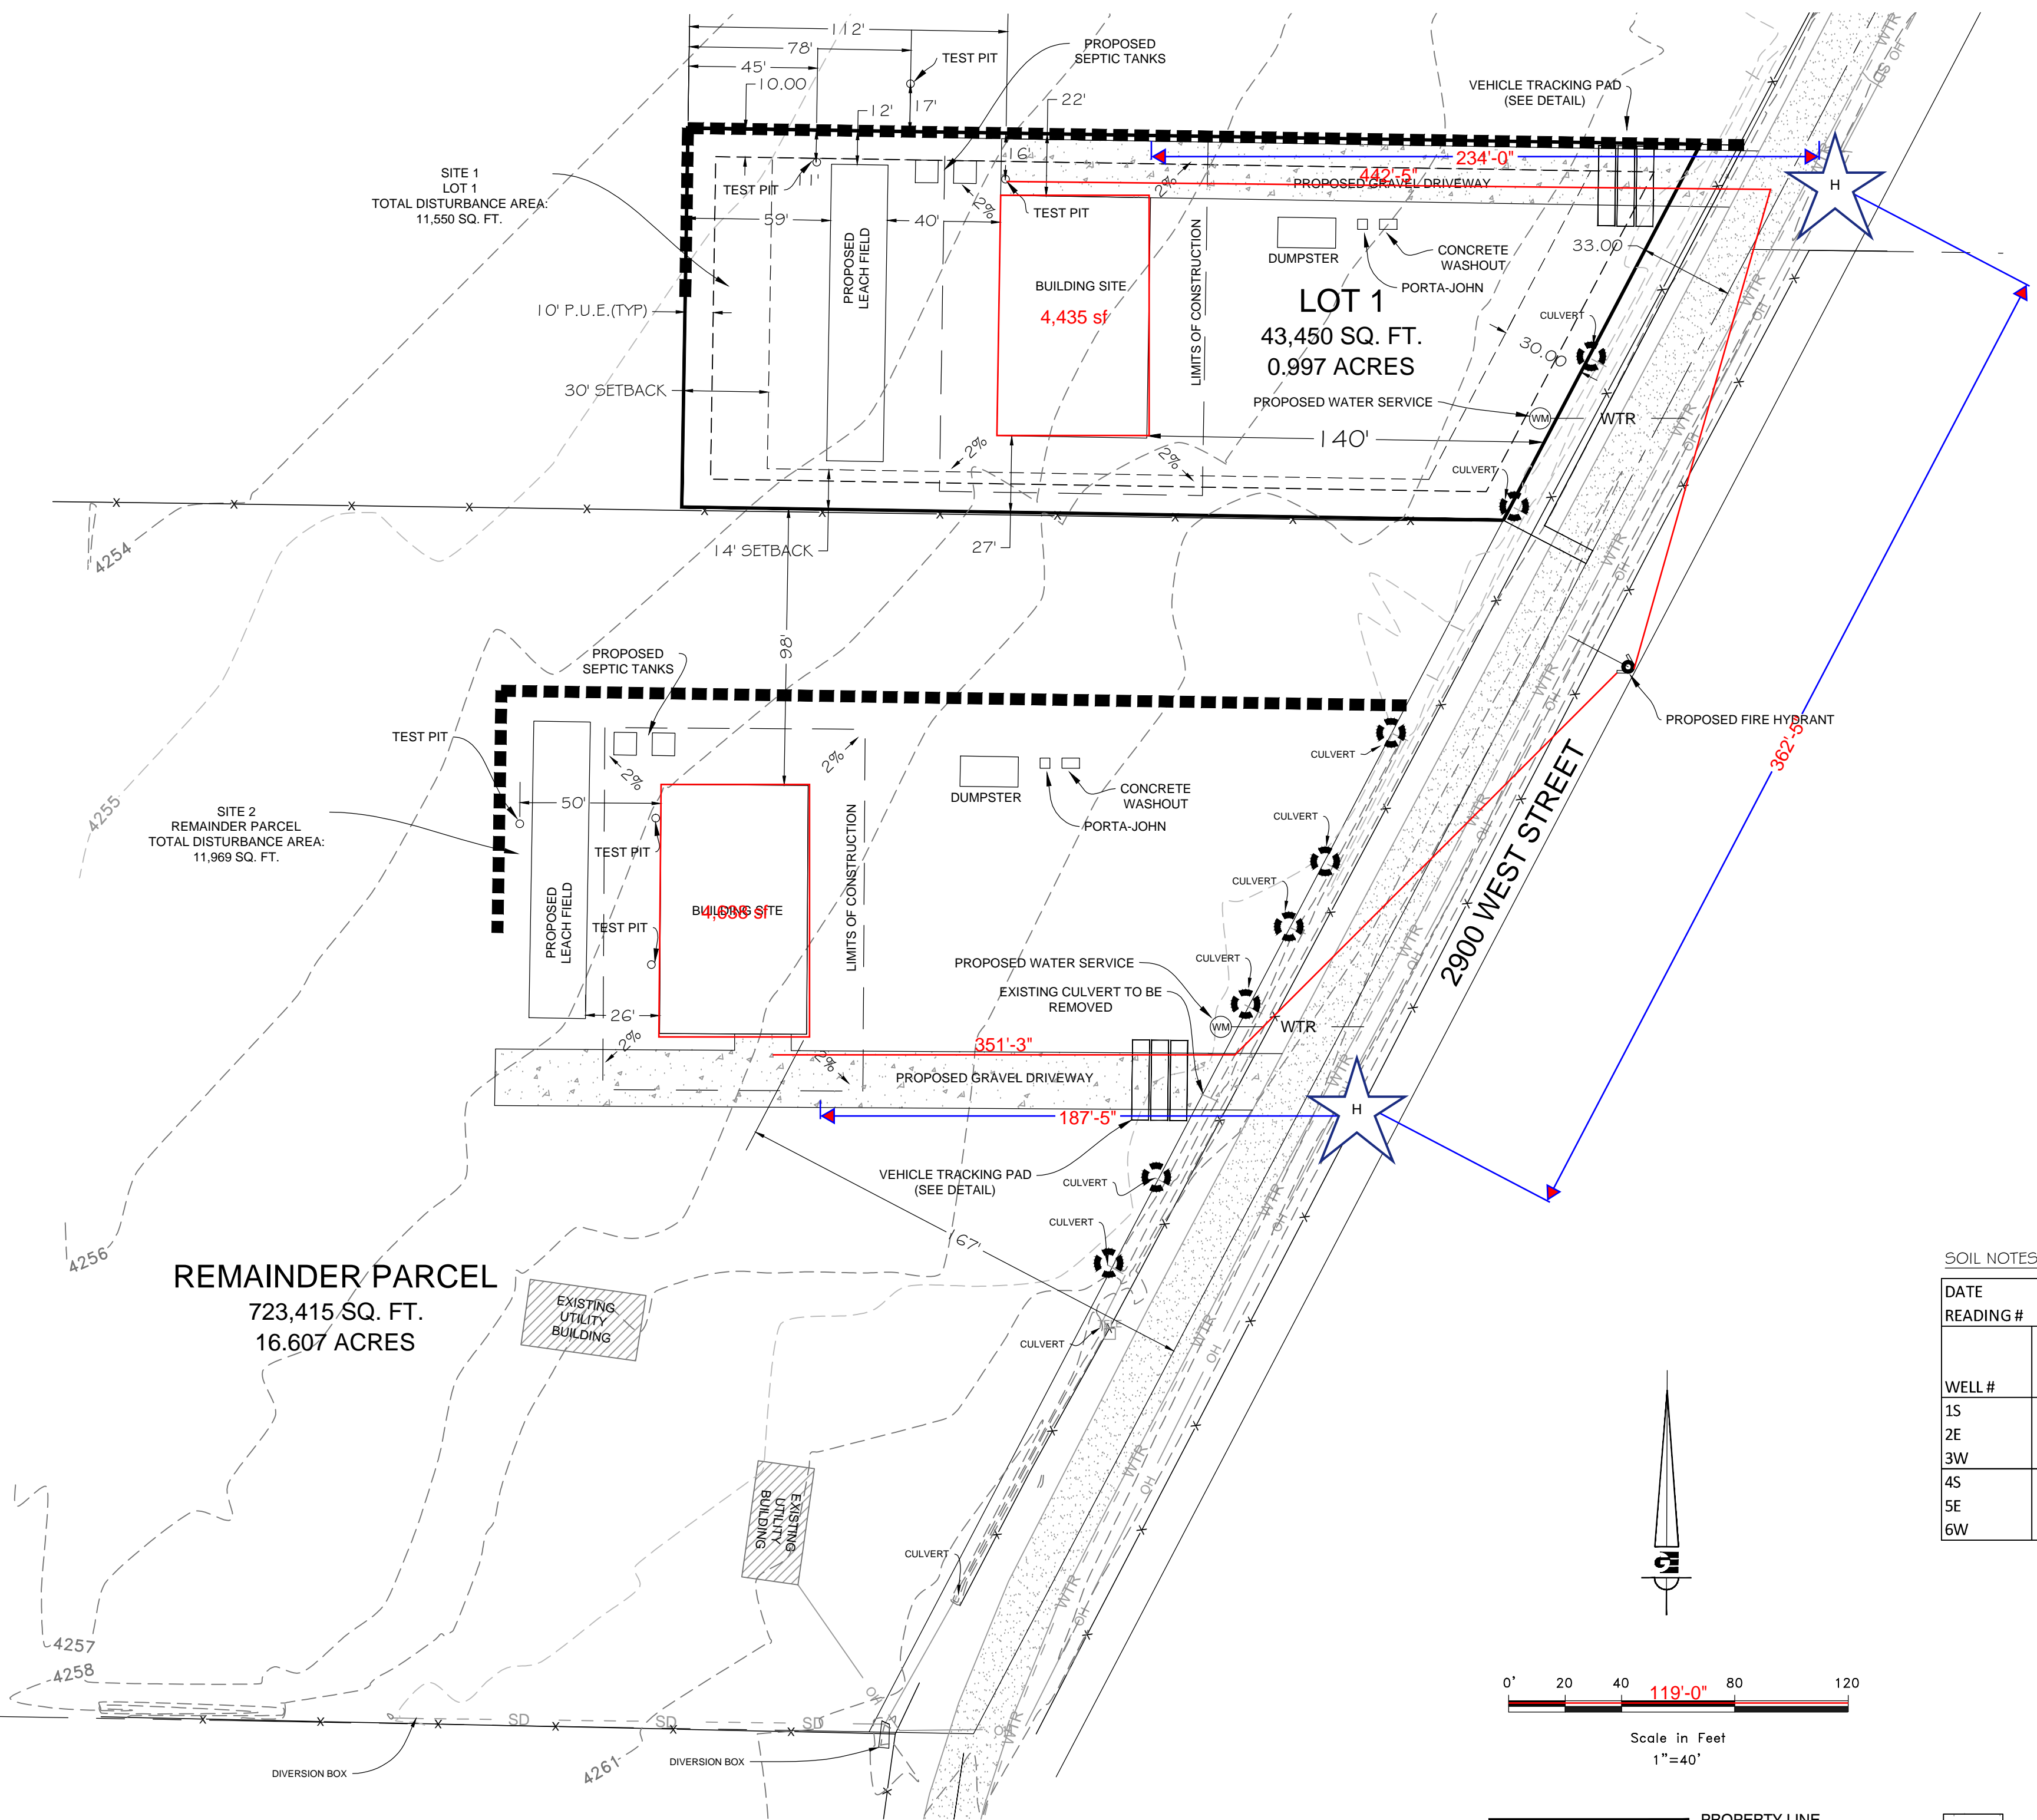 112'
78'
TEST PIT
PROPOSED
SEPTIC TANKS
45'
10.00
12'
17'
22'
VEHICLE TRACKING PAD
(SEE DETAIL)
SD
WTR
OH
SITE 1
LOT 1
TOTAL DISTURBANCE AREA:
11,550 SQ. FT.
TEST PIT
11'
16'
234'-0"
442'-5"
PROPOSED GRAVEL DRIVEWAY
2%
2%
TEST PIT
59'
40'
PROPOSED
LEACH FIELD
BUILDING SITE
4,435 sf
LIMITS OF CONSTRUCTION
DUMPSTER
CONCRETE
WASHOUT
PORTA-JOHN
33.00
H
10' P.U.E.(TYP)
LOT 1
43,450 SQ. FT.
0.997 ACRES
CULVERT
30.00
30' SETBACK
PROPOSED WATER SERVICE
WM
WTR
140'
2%
2%
CULVERT
14' SETBACK
27'
4254
98'
PROPOSED
SEPTIC TANKS
PROPOSED FIRE HYDRANT
362'-5"
TEST PIT
2%
2%
CULVERT
2900 WEST STREET
50'
DUMPSTER
CONCRETE
WASHOUT
PORTA-JOHN
4255
SITE 2
REMAINDER PARCEL
TOTAL DISTURBANCE AREA:
11,969 SQ. FT.
TEST PIT
CULVERT
LIMITS OF CONSTRUCTION
PROPOSED
LEACH FIELD
BUILDING SITE
TEST PIT
CULVERT
PROPOSED WATER SERVICE
CULVERT
EXISTING CULVERT TO BE
REMOVED
WM
WTR
26'
2%
2%
351'-3"
PROPOSED GRAVEL DRIVEWAY
187'-5"
H
VEHICLE TRACKING PAD
(SEE DETAIL)
CULVERT
CULVERT
167'
4256
REMAINDER PARCEL
723,415 SQ. FT.
16.607 ACRES
EXISTING
UTILITY
BUILDING
CULVERT
SOIL NOTES
DATE
READING #
WELL #
1S
2E
3W
4S
5E
6W
EXISTING
UTILITY
BUILDING
CULVERT
4257
4258
OH
SD
SD
SD
WTR
DIVERSION BOX
DIVERSION BOX
4261
0'
20
40
80
120
119'-0"
Scale in Feet
1"=40'
PROPERTY LINE